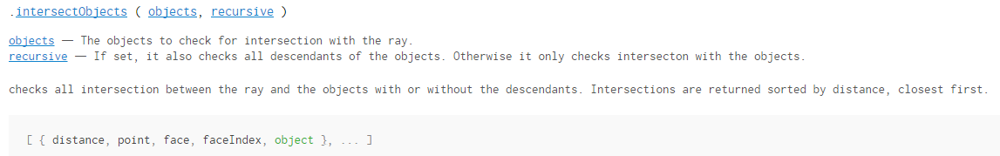 .intersectObjects ( objects, recursive )
objects — The objects to check for intersection with the ray.
recursive — If set, it also checks all descendants of the objects. Otherwise it only checks intersecton with the objects.
checks all intersection between the ray and the objects with or without the descendants. Intersections are returned sorted by distance, closest first.
[ { distance, point, face, faceIndex, object }, ... ]